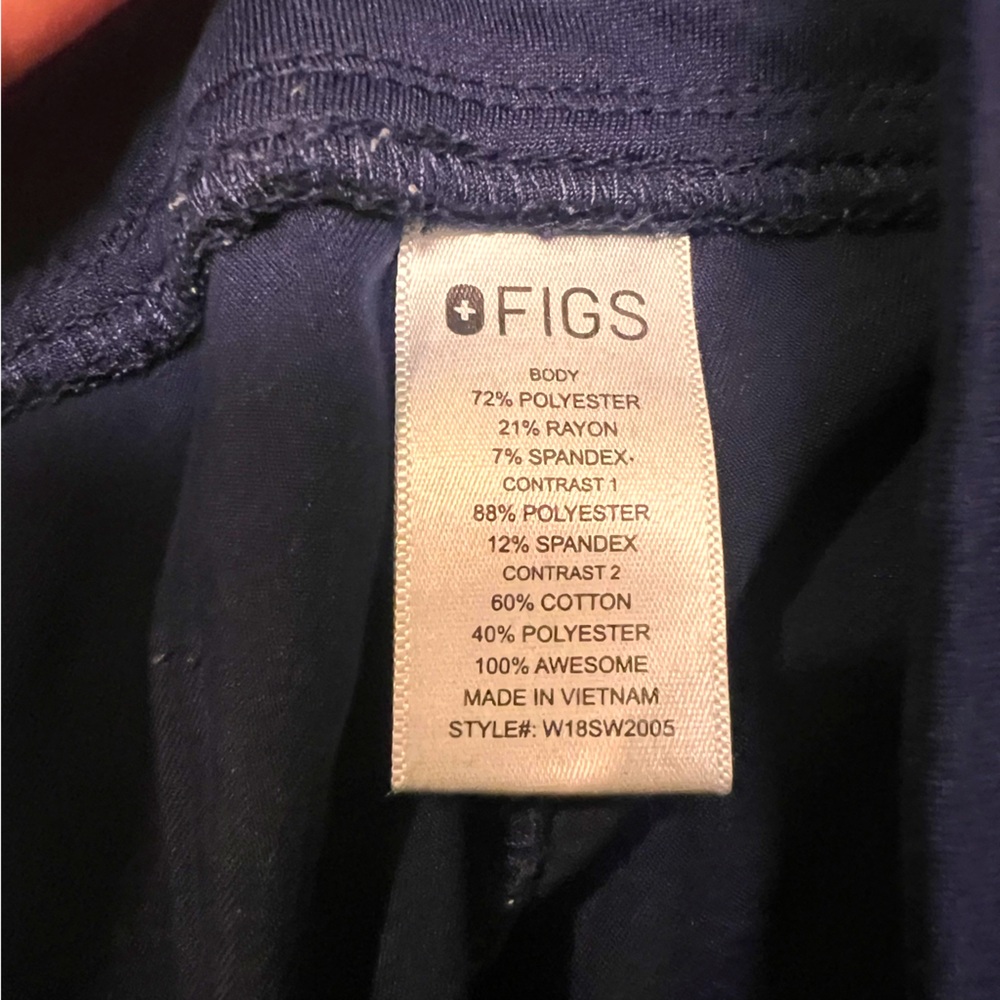 FIGS
BODY
72% POLYESTER
21% RAYON
7% SPANDEX
CONTRAST 1
88% POLYESTER
12% SPANDEX
CONTRAST 2
60% COTTON
40% POLYESTER
100% AWESOME
MADE IN VIETNAM
STYLE#: W18SW2005